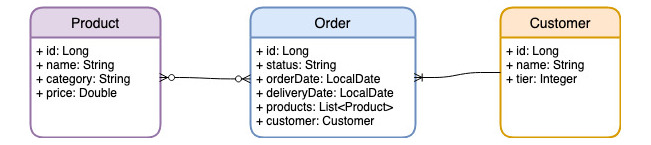 Product
+ id: Long
+ name: String
+ category: String
+ price: Double
Order
+ id: Long
+ status: String
+ orderDate: LocalDate
+ deliveryDate: LocalDate
+ products: List<Product>
+ customer: Customer
Customer
+ id: Long
+ name: String
+ tier: Integer